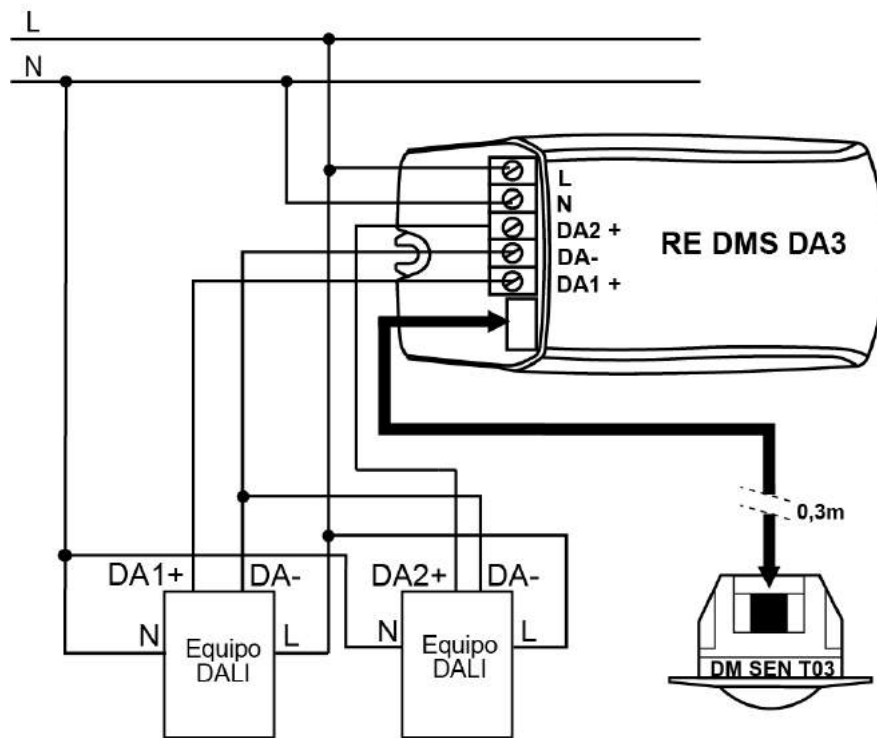 L
N
L
N
DA2 +
DA-
DA1 +
RE DMS DA3
0,3m
DA1+ DA- DA2+ DA-
N Equipo DALI L
N Equipo DALI L
DM SEN T03